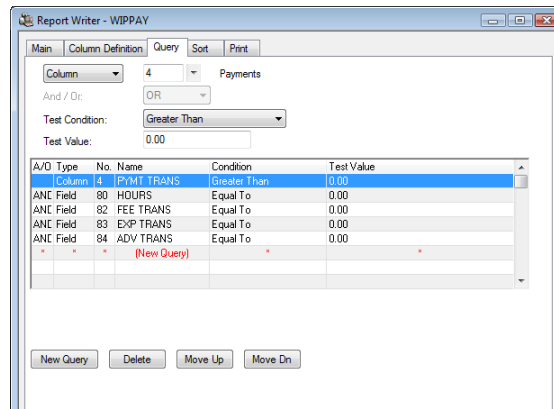 Report Writer - WIPPAY
Main Column Definition Query Sort Print
Column 4 Payments
And / Or: OR
Test Condition: Greater Than
Test Value: 0.00
A/O Type No. Name Condition Test Value
Column 4 PYMT TRANS Greater Than 0.00
AND Field 80 HOURS Equal To 0.00
AND Field 82 FEE TRANS Equal To 0.00
AND Field 83 EXP TRANS Equal To 0.00
AND Field 84 ADV TRANS Equal To 0.00
* * * (New Query) * *
New Query Delete Move Up Move Dn